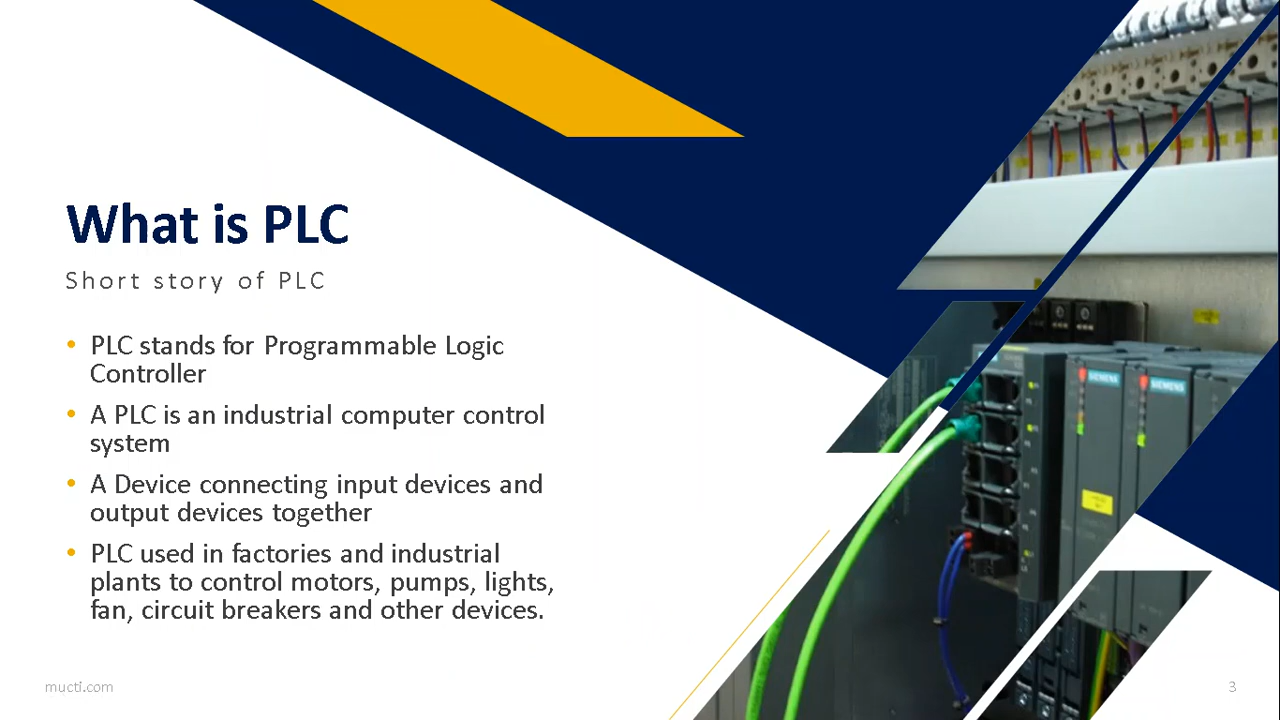 What is PLC
Short story of PLC
• PLC stands for Programmable Logic
Controller
• A PLC is an industrial computer control
system
• A Device connecting input devices and
output devices together
• PLC used in factories and industrial
plants to control motors, pumps, lights,
fan, circuit breakers and other devices.
SIEMENS
SIEMENS
mucti.com
3